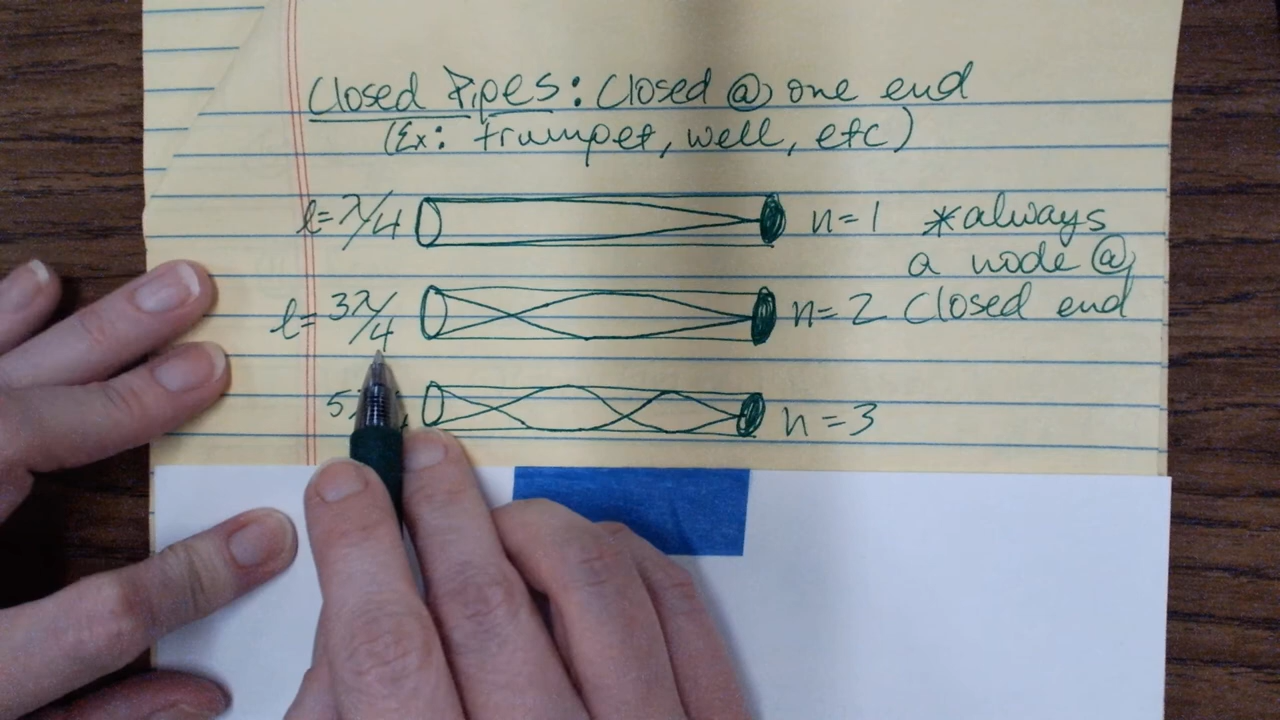 Closed Pipes: Closed @ one end
(Ex: trumpet, well, etc)
l=λ/4 n=1 *always
a node @
l=3λ/4 n=2 Closed end
n=3